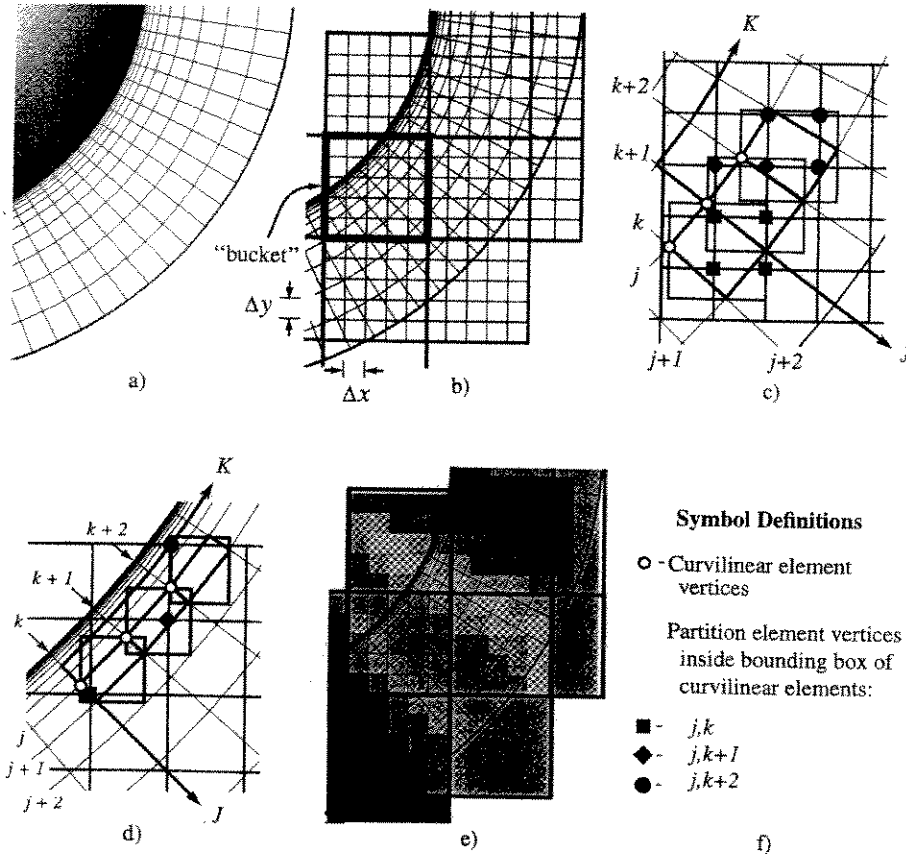 a)
"bucket"
Δy
Δx
b)
K
k+2
k+1
k
j
j+1
j+2
J
c)
K
k + 2
k + 1
k
j
j + 1
j + 2
J
d)
e)
Symbol Definitions
- Curvilinear element
vertices
Partition element vertices
inside bounding box of
curvilinear elements:
- j,k
- j,k+1
- j,k+2
f)